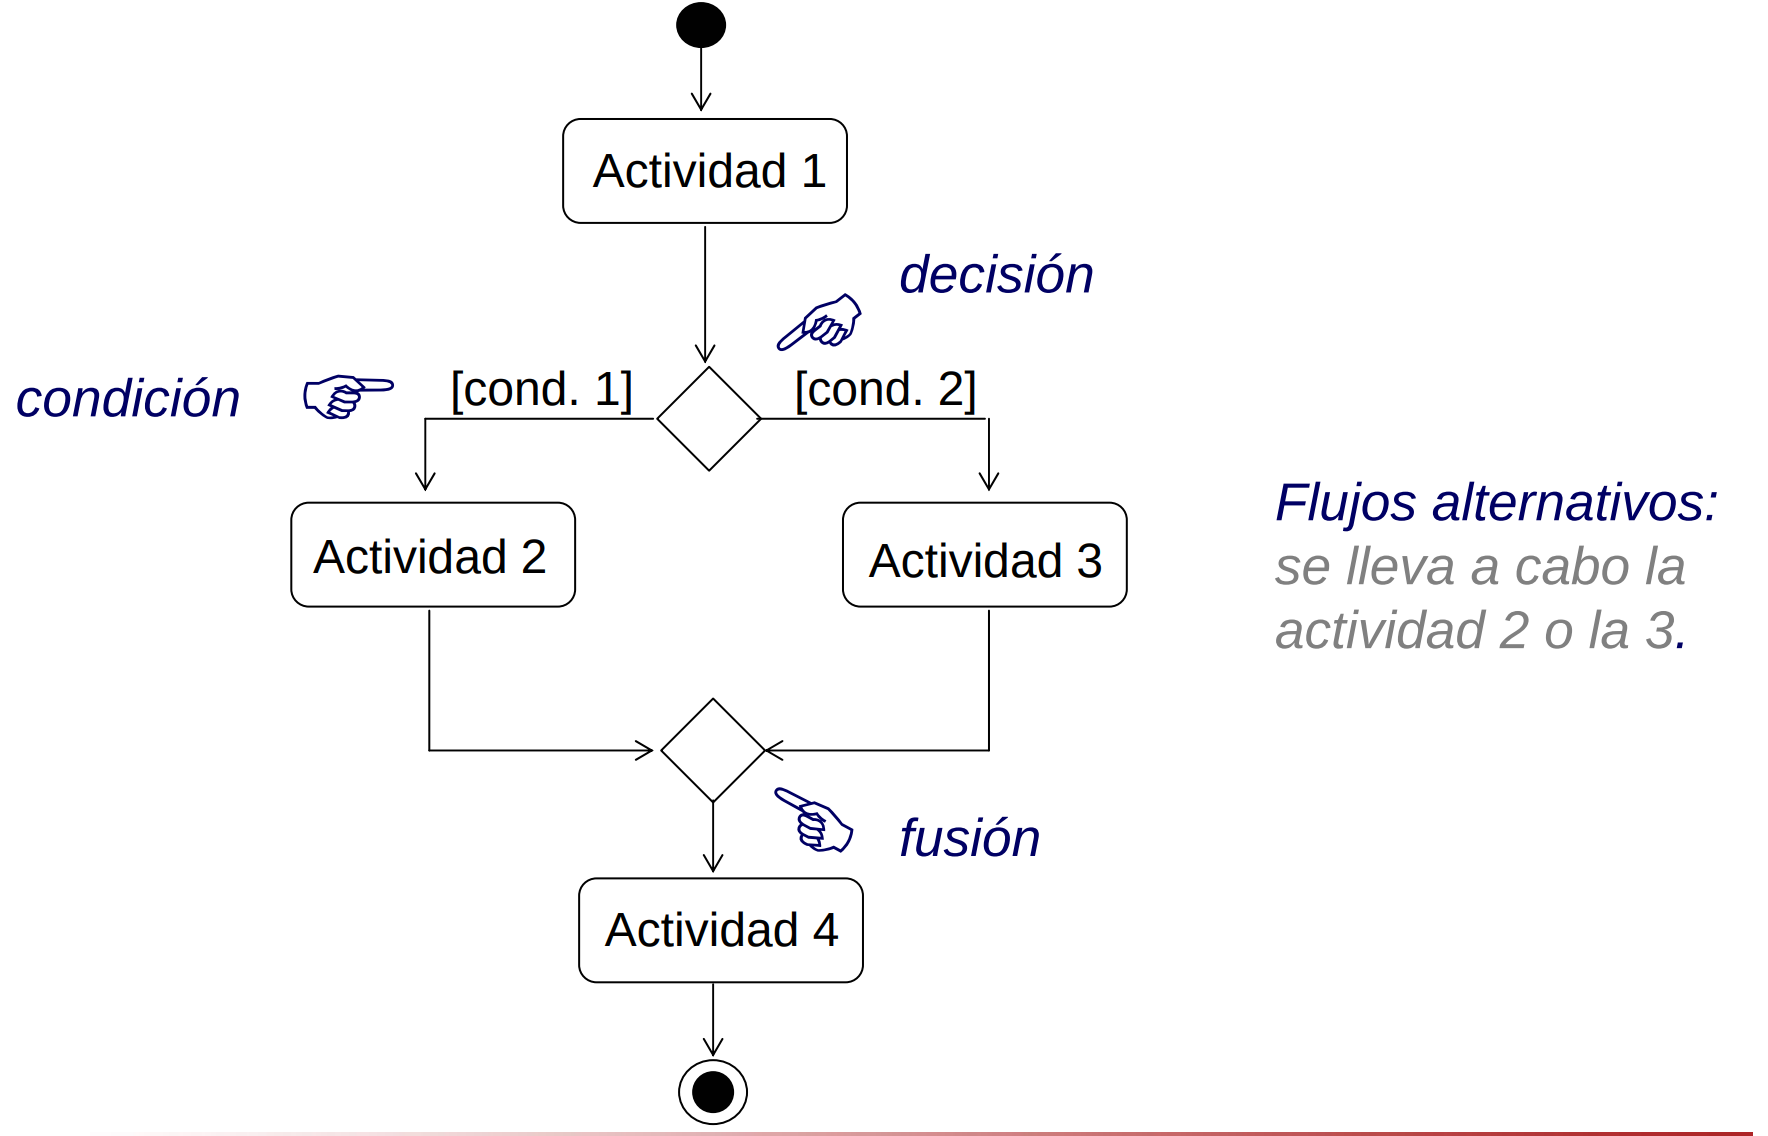 Actividad 1
decisión
condición
[cond. 1]
[cond. 2]
Actividad 2
Actividad 3
Flujos alternativos:
se lleva a cabo la
actividad 2 o la 3.
fusión
Actividad 4